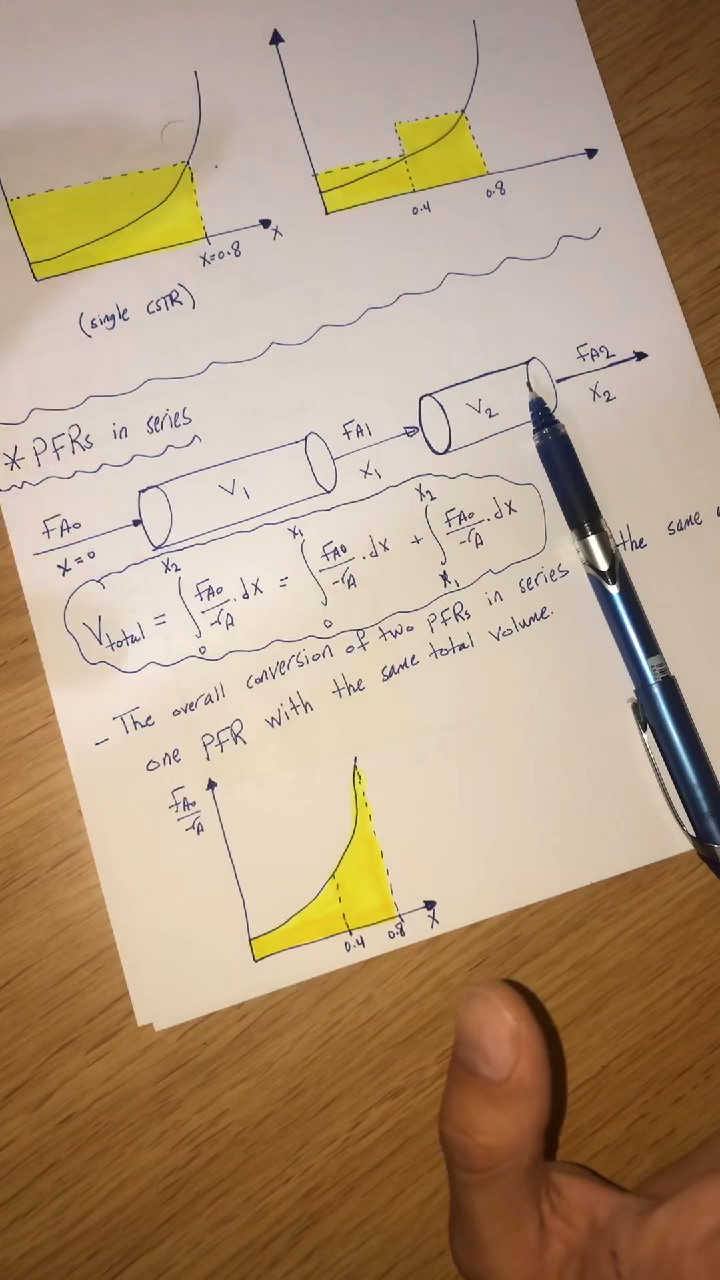 0.4
0.8
X=0.8
X
(single CSTR)
* PFRs in series
FA0
X=0
V1
FA1
X1
V2
FA2
X2
Vtotal = ∫₀^X2 FA0/-rA . dX = ∫₀^X1 FA0/-rA . dX + ∫_X1^X2 FA0/-rA . dX
- The overall conversion of two PFRs in series the same
one PFR with the same total volume.
FA0/-rA
0.4
0.8
X